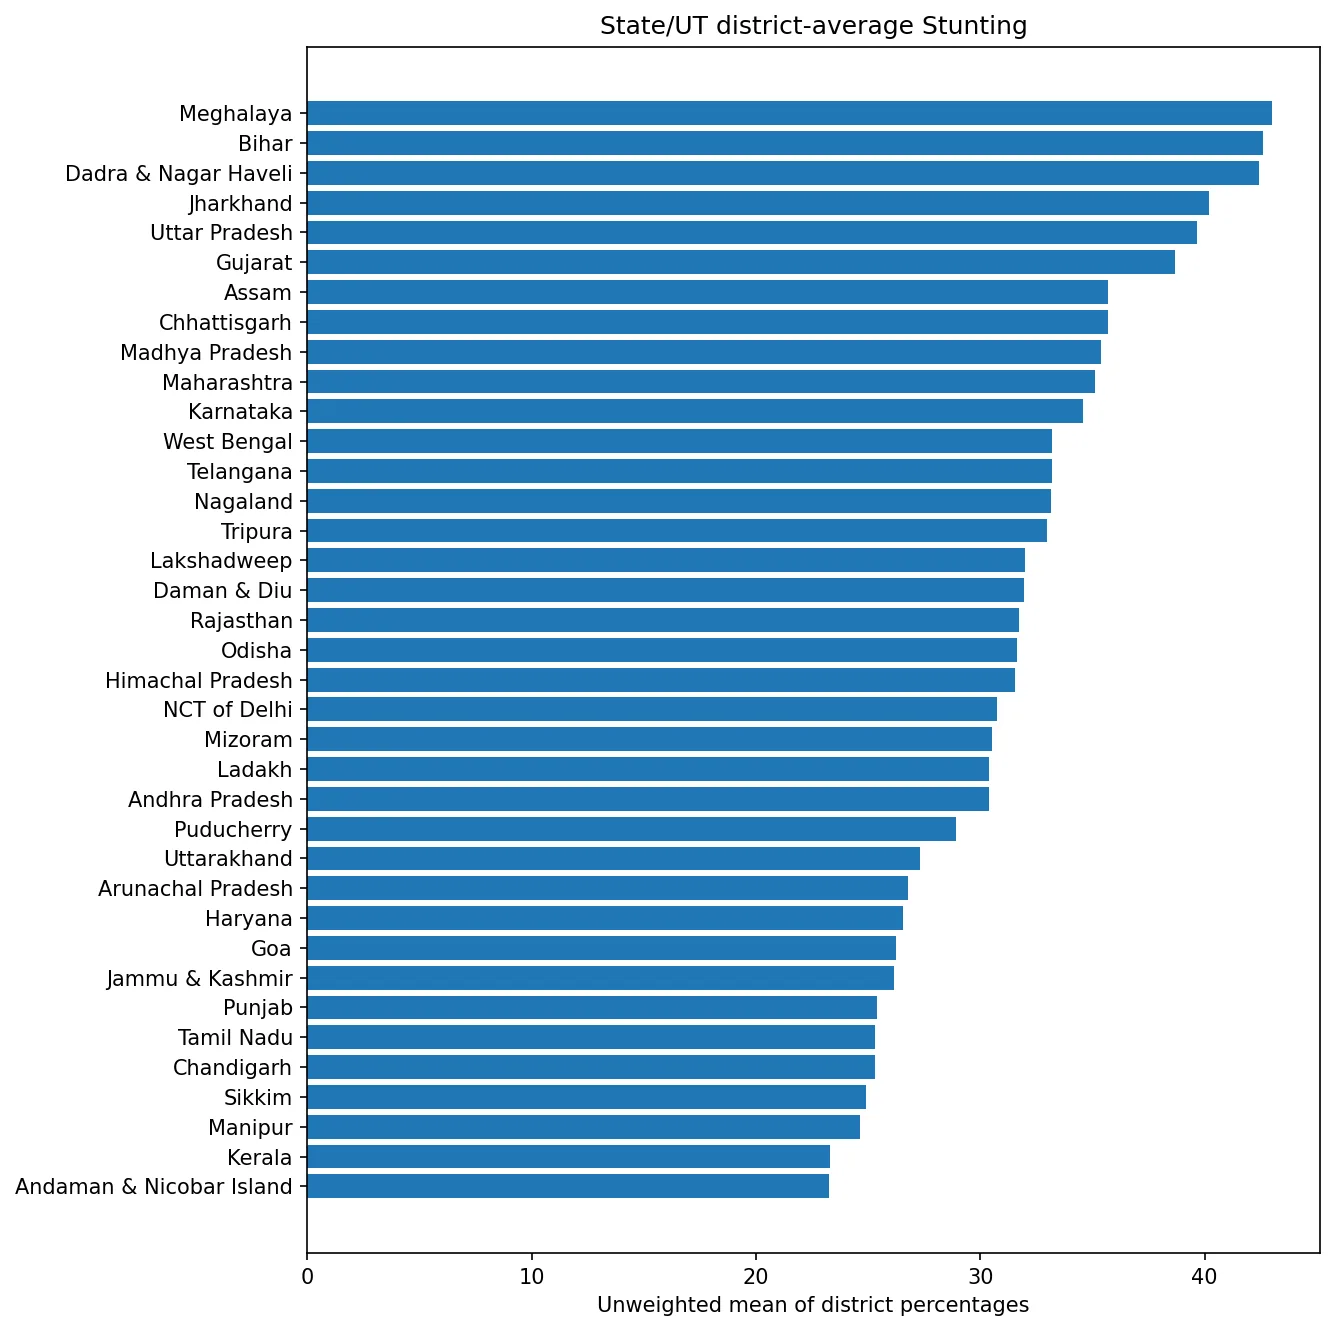 State/UT district-average Stunting
Meghalaya
Bihar
Dadra & Nagar Haveli
Jharkhand
Uttar Pradesh
Gujarat
Assam
Chhattisgarh
Madhya Pradesh
Maharashtra
Karnataka
West Bengal
Telangana
Nagaland
Tripura
Lakshadweep
Daman & Diu
Rajasthan
Odisha
Himachal Pradesh
NCT of Delhi
Mizoram
Ladakh
Andhra Pradesh
Puducherry
Uttarakhand
Arunachal Pradesh
Haryana
Goa
Jammu & Kashmir
Punjab
Tamil Nadu
Chandigarh
Sikkim
Manipur
Kerala
Andaman & Nicobar Island
0 10 20 30 40
Unweighted mean of district percentages